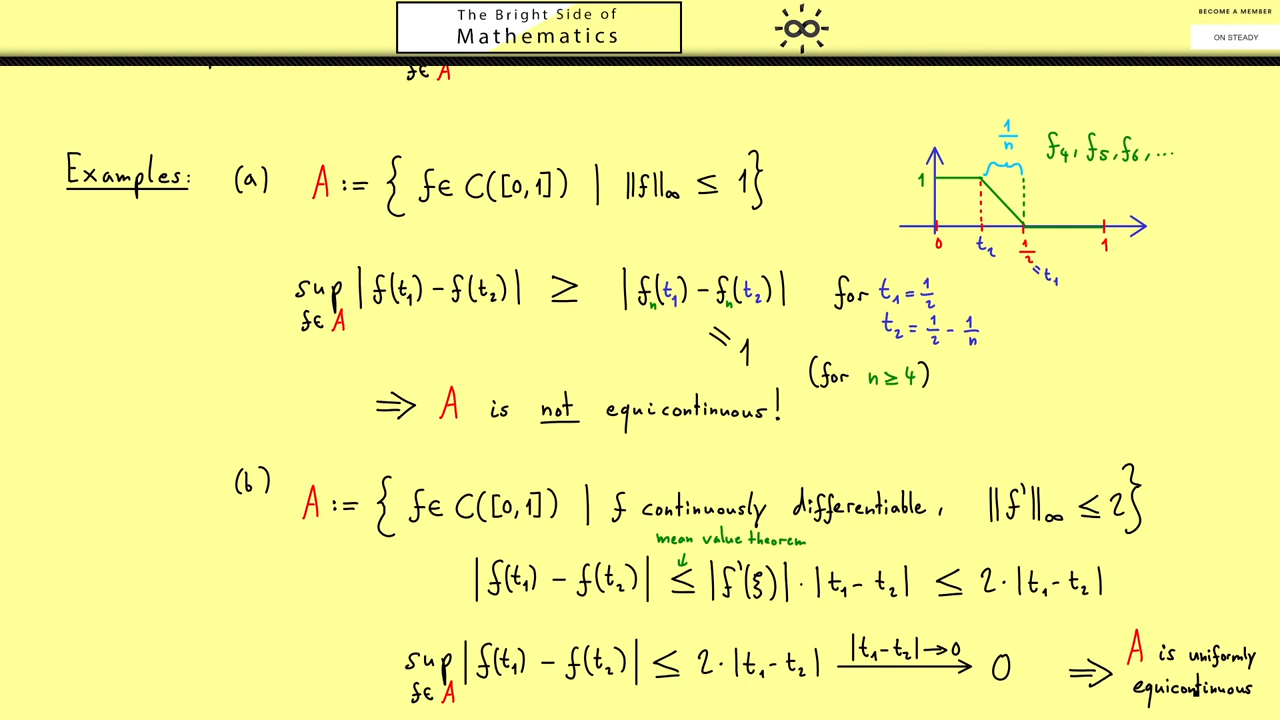 The Bright Side of
Mathematics
BECOME A MEMBER
ON STEADY
f∈ A
Examples: (a) A := { f ∈ C([0,1]) | ‖f‖∞ ≤ 1 }
1/n
f₄, f₅, f₆, ...
1
0 t₂ 1/2 = t₁ 1
sup |f(t₁) − f(t₂)| ≥ |fₙ(t₁) − fₙ(t₂)| for t₁ = 1/2
f∈ A
t₂ = 1/2 − 1/n
= 1
(for n ≥ 4)
⇒ A is not equicontinuous!
(b) A := { f ∈ C([0,1]) | f continuously differentiable, ‖f'‖∞ ≤ 2 }
mean value theorem
↓
|f(t₁) − f(t₂)| ≤ |f'(ξ)| · |t₁ − t₂| ≤ 2 · |t₁ − t₂|
|t₁−t₂|→0
sup |f(t₁) − f(t₂)| ≤ 2 · |t₁ − t₂| ⟶ 0 ⇒ A is uniformly
f∈ A
equicontinuous